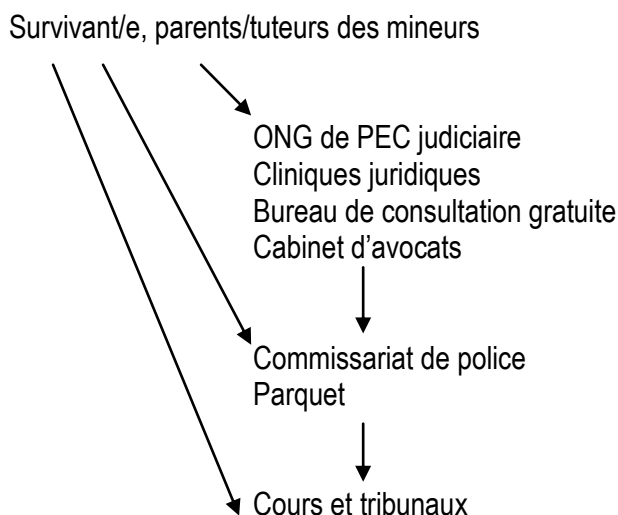 Survivant/e, parents/tuteurs des mineurs
ONG de PEC judiciaire
Cliniques juridiques
Bureau de consultation gratuite
Cabinet d'avocats
Commissariat de police
Parquet
Cours et tribunaux